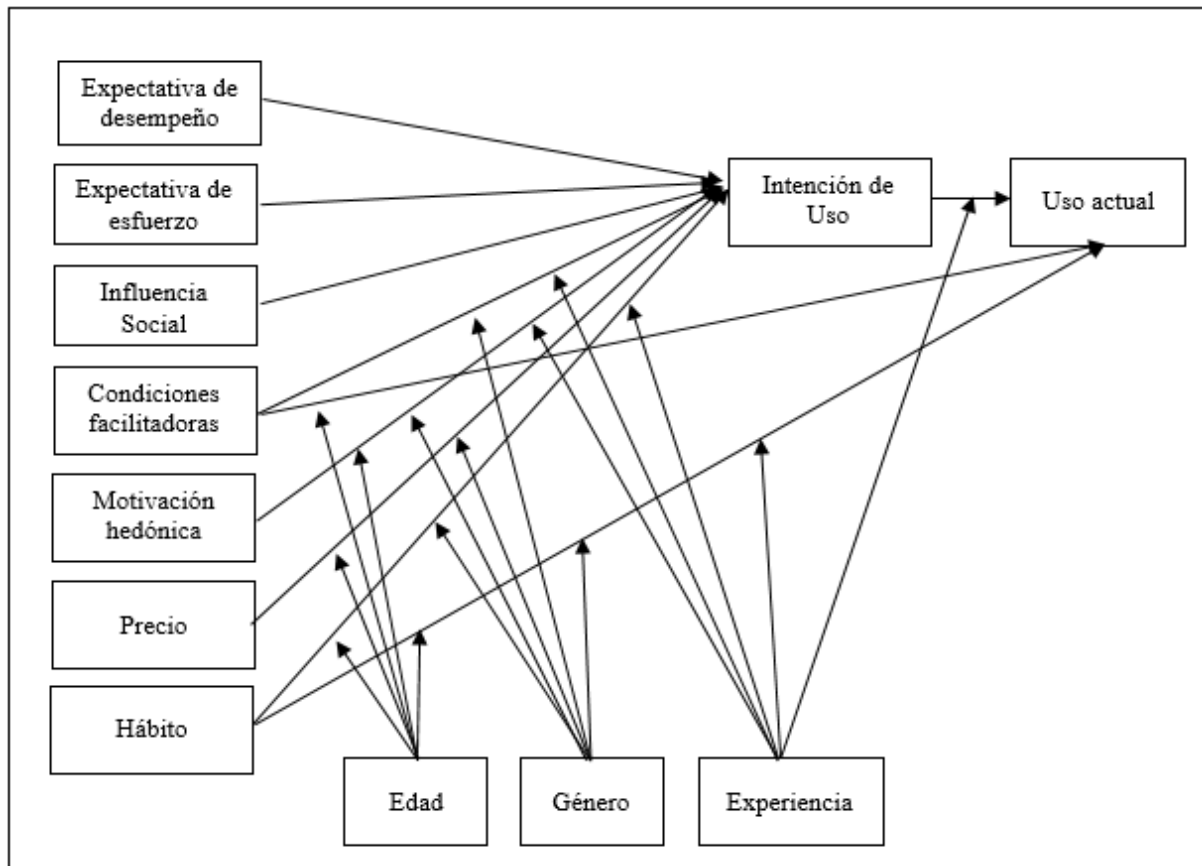 Expectativa de
desempeño
Expectativa de
esfuerzo
Influencia
Social
Condiciones
facilitadoras
Motivación
hedónica
Precio
Hábito
Intención de
Uso
Uso actual
Edad
Género
Experiencia